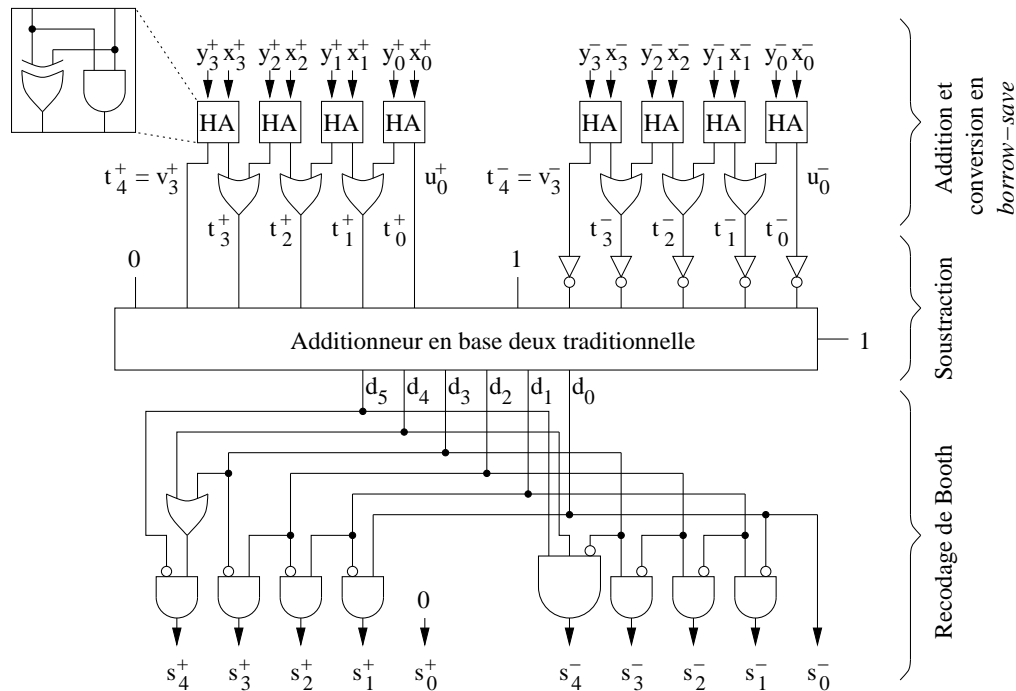 y3+ x3+ y2+ x2+ y1+ x1+ y0+ x0+ y3− x3− y2− x2− y1− x1− y0− x0−
HA HA HA HA HA HA HA HA
t4+ = v3+ u0+ t4− = v3− u0−
t3+ t2+ t1+ t0+ t3− t2− t1− t0−
0 1
Additionneur en base deux traditionnelle 1
d5 d4 d3 d2 d1 d0
0
s4+ s3+ s2+ s1+ s0+ s4− s3− s2− s1− s0−
Addition et
conversion en
borrow−save
Soustraction
Recodage de Booth